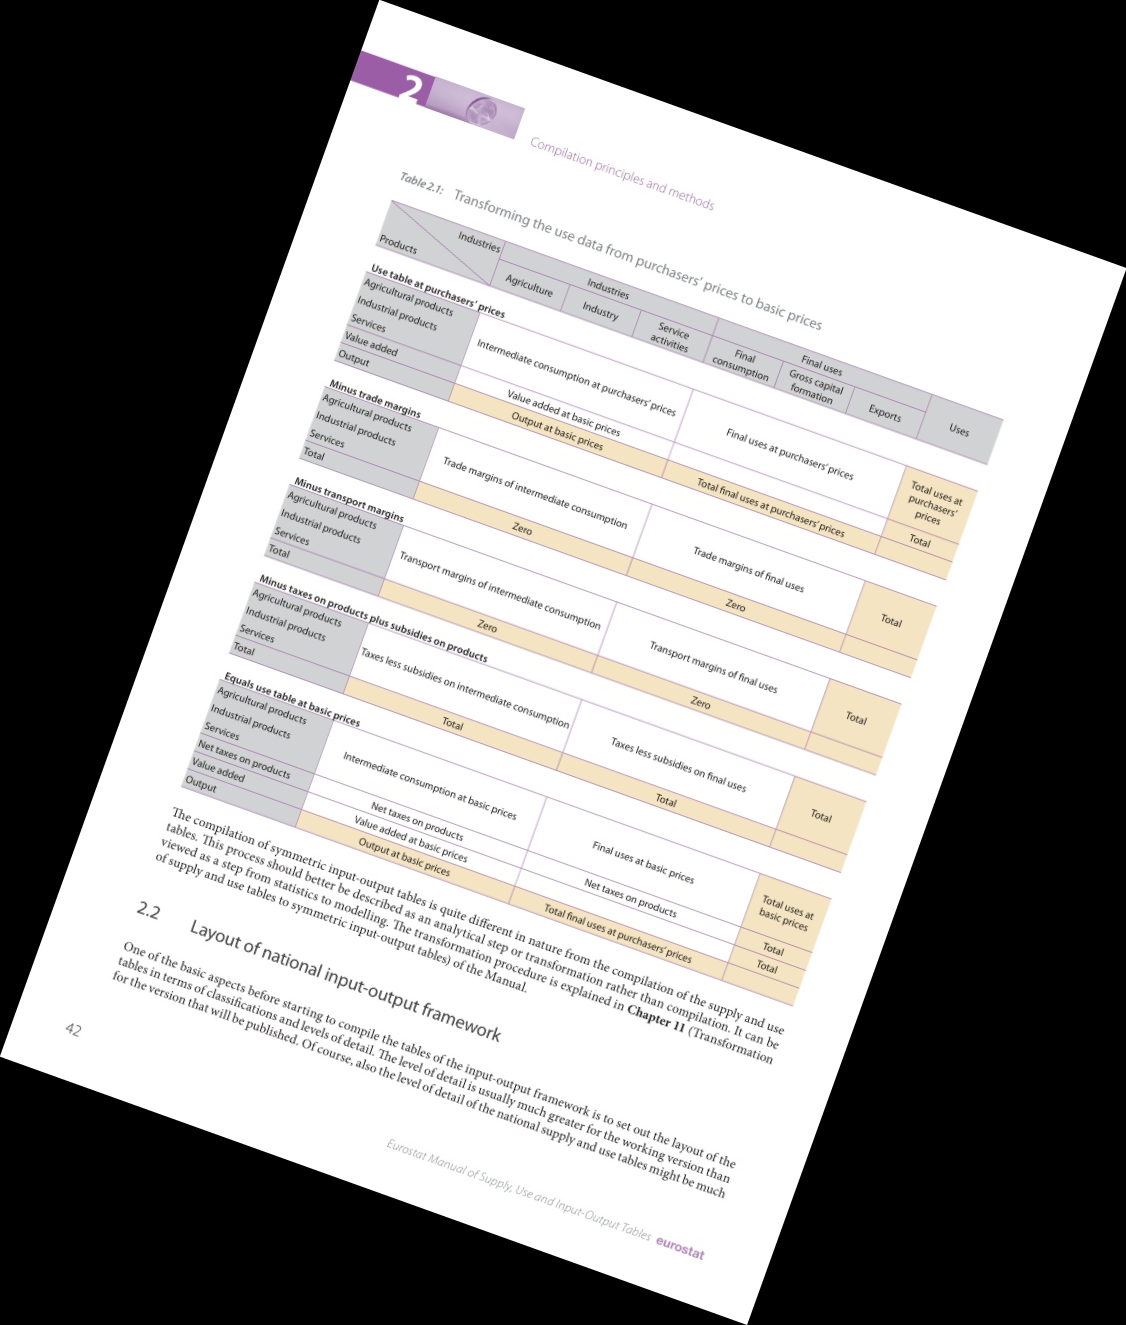 2
Compilation principles and methods
Table 2.1: Transforming the use data from purchasers' prices to basic prices
Industries
Products
Industries
Final uses
Uses
Agriculture
Industry
Service
activities
Final
consumption
Gross capital
formation
Exports
Use table at purchasers' prices
Agricultural products
Industrial products
Services
Value added
Output
Intermediate consumption at purchasers' prices
Final uses at purchasers' prices
Total uses at
purchasers'
prices
Value added at basic prices
Total
Output at basic prices
Total final uses at purchasers' prices
Minus trade margins
Agricultural products
Industrial products
Services
Total
Trade margins of intermediate consumption
Trade margins of final uses
Total
Zero
Zero
Minus transport margins
Agricultural products
Industrial products
Services
Total
Transport margins of intermediate consumption
Transport margins of final uses
Total
Zero
Zero
Minus taxes on products plus subsidies on products
Agricultural products
Industrial products
Services
Total
Taxes less subsidies on intermediate consumption
Taxes less subsidies on final uses
Total
Total
Total
Equals use table at basic prices
Agricultural products
Industrial products
Services
Net taxes on products
Value added
Output
Intermediate consumption at basic prices
Final uses at basic prices
Total uses at
basic prices
Net taxes on products
Net taxes on products
Total
Value added at basic prices
Total
Output at basic prices
Total final uses at purchasers' prices
The compilation of symmetric input-output tables is quite different in nature from the compilation of the supply and use
tables. This process should better be described as an analytical step or transformation rather than compilation. It can be
viewed as a step from statistics to modelling. The transformation procedure is explained in Chapter 11 (Transformation
of supply and use tables to symmetric input-output tables) of the Manual.
2.2 Layout of national input-output framework
One of the basic aspects before starting to compile the tables of the input-output framework is to set out the layout of the
tables in terms of classifications and levels of detail. The level of detail is usually much greater for the working version than
for the version that will be published. Of course, also the level of detail of the national supply and use tables might be much
42
Eurostat Manual of Supply, Use and Input-Output Tables eurostat